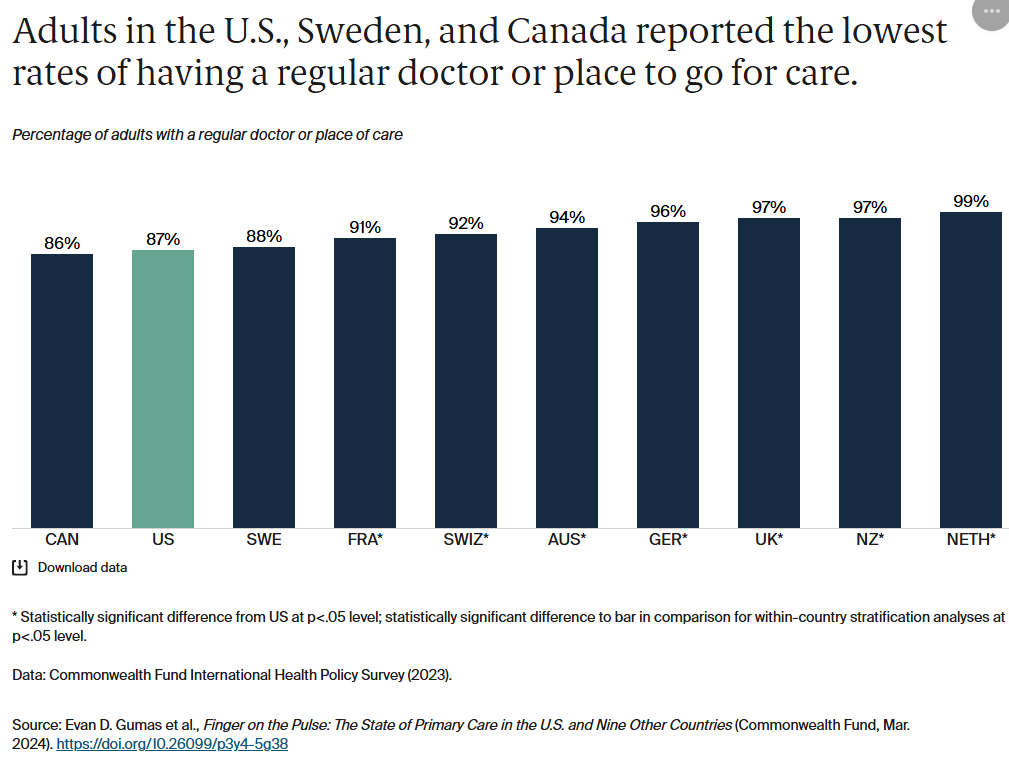 Adults in the U.S., Sweden, and Canada reported the lowest
rates of having a regular doctor or place to go for care.
Percentage of adults with a regular doctor or place of care
86%
87%
88%
91%
92%
94%
96%
97%
97%
99%
CAN
US
SWE
FRA*
SWIZ*
AUS*
GER*
UK*
NZ*
NETH*
Download data
* Statistically significant difference from US at p<.05 level; statistically significant difference to bar in comparison for within-country stratification analyses at
p<.05 level.
Data: Commonwealth Fund International Health Policy Survey (2023).
Source: Evan D. Gumas et al., Finger on the Pulse: The State of Primary Care in the U.S. and Nine Other Countries (Commonwealth Fund, Mar.
2024). https://doi.org/10.26099/p3y4-5g38